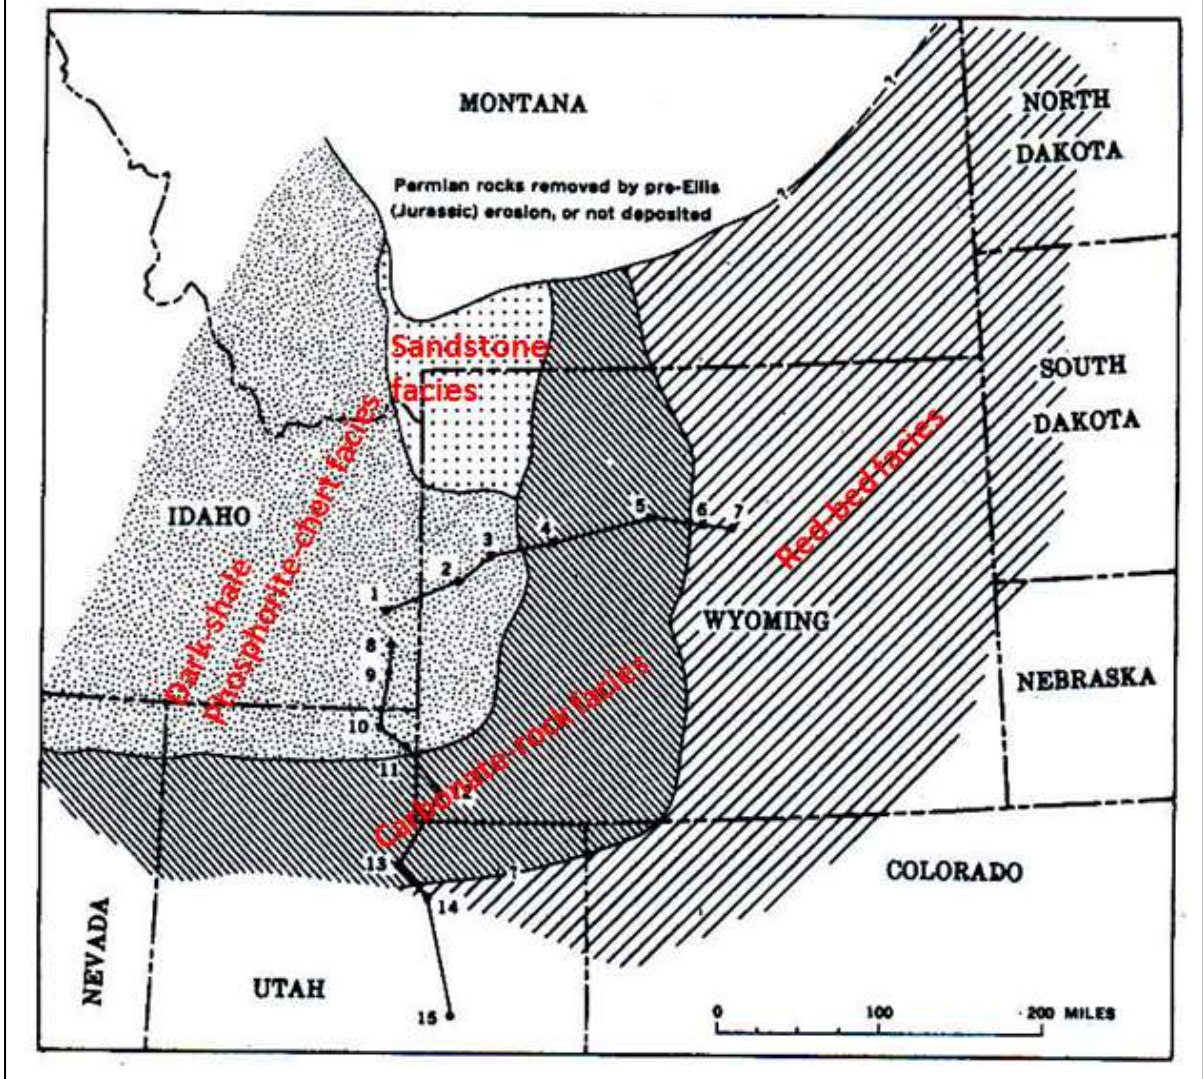 MONTANA
NORTH
DAKOTA
Permian rocks removed by pre-Ellis
(Jurassic) erosion, or not deposited
?
?
Sandstone
facies
SOUTH
DAKOTA
IDAHO
Dark-shale
phosphorite-chert facies
Red-bed facies
1
2
3
4
5
6
7
8
9
10
11
WYOMING
NEBRASKA
Carbonate-rock facies
13
14
?
COLORADO
NEVADA
UTAH
15
0 100 200 MILES